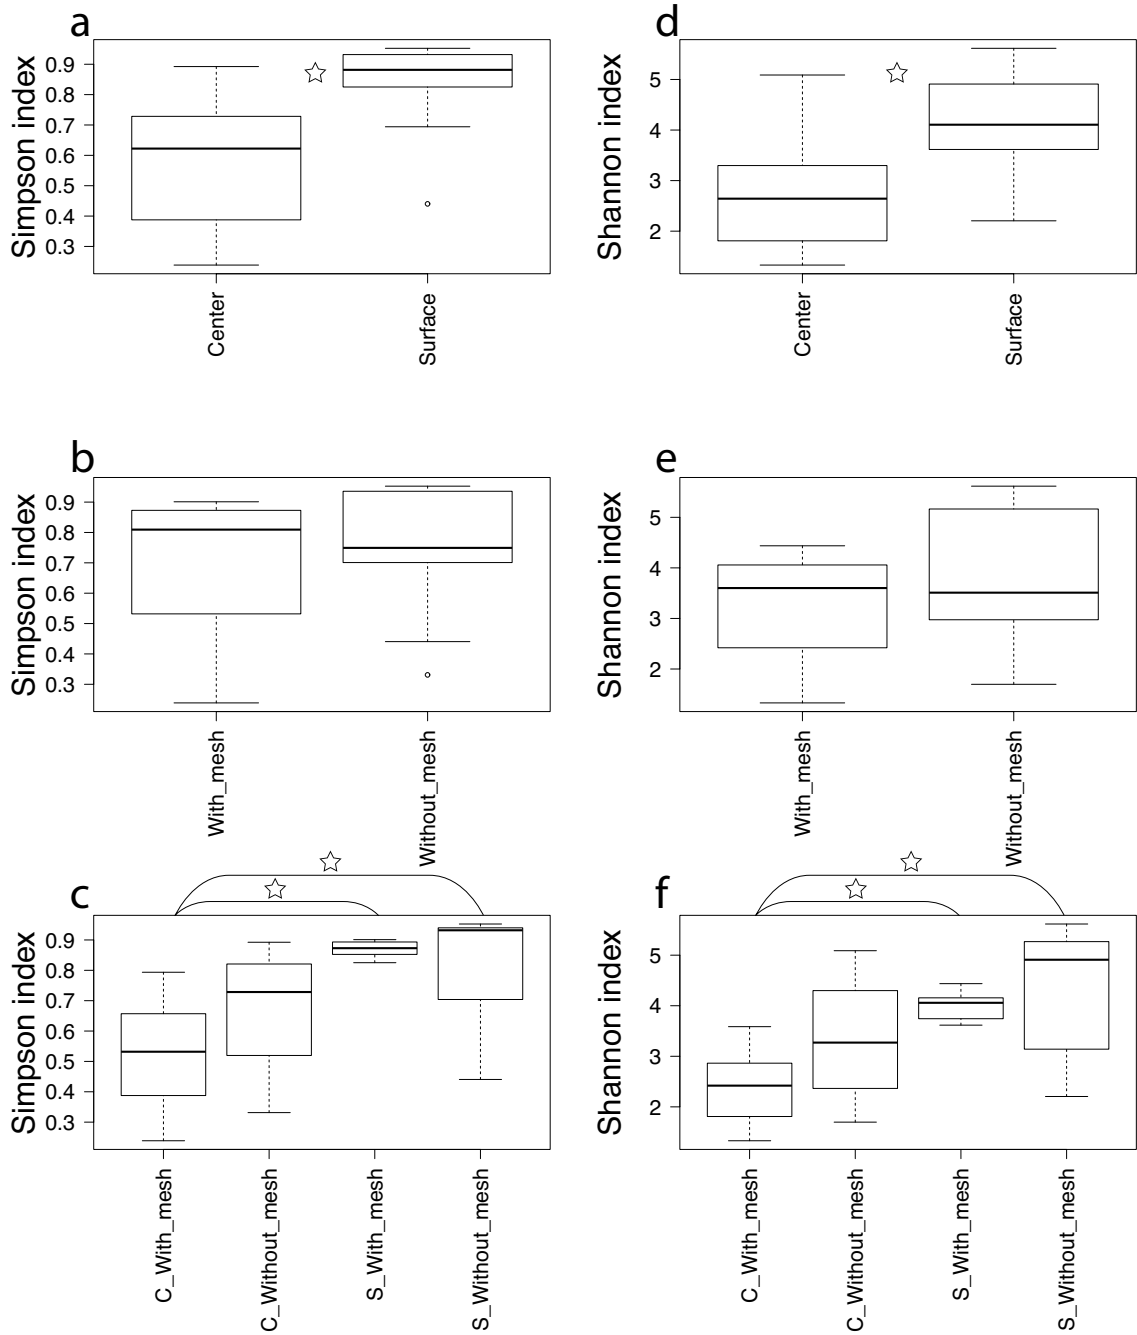 a
Simpson index
0.9
0.8
0.7
0.6
0.5
0.4
0.3
Center
Surface
d
Shannon index
5
4
3
2
Center
Surface
b
Simpson index
0.9
0.8
0.7
0.6
0.5
0.4
0.3
With_mesh
Without_mesh
e
Shannon index
5
4
3
2
With_mesh
Without_mesh
c
Simpson index
0.9
0.8
0.7
0.6
0.5
0.4
0.3
C_With_mesh
C_Without_mesh
S_With_mesh
S_Without_mesh
f
Shannon index
5
4
3
2
C_With_mesh
C_Without_mesh
S_With_mesh
S_Without_mesh